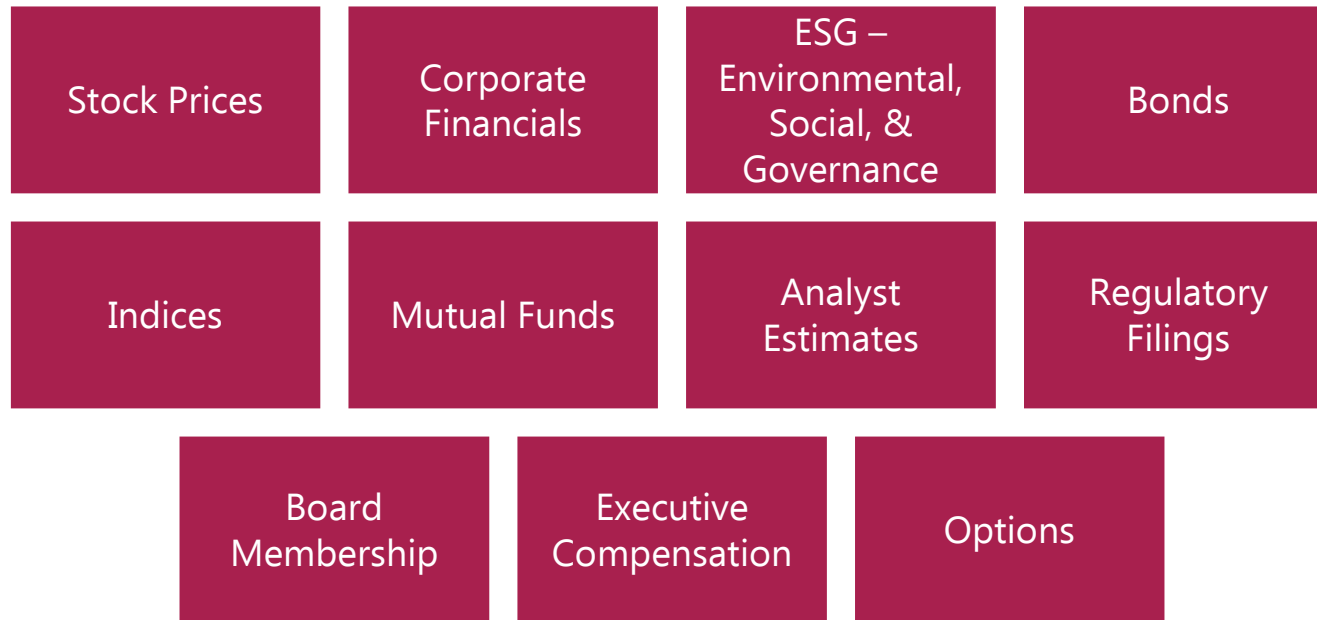 Stock Prices
Corporate
Financials
ESG –
Environmental,
Social, &
Governance
Bonds
Indices
Mutual Funds
Analyst
Estimates
Regulatory
Filings
Board
Membership
Executive
Compensation
Options